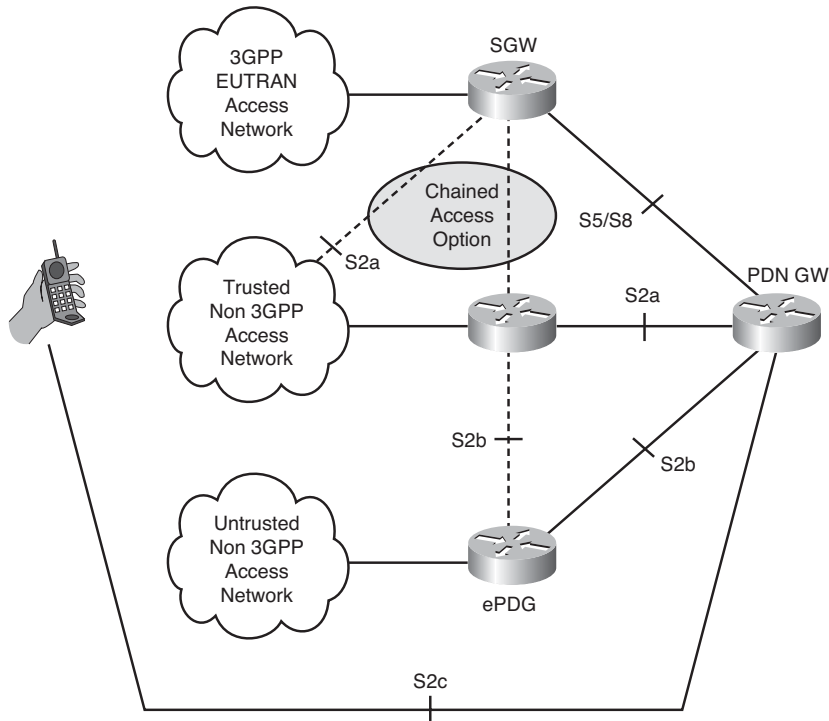 SGW
3GPP
EUTRAN
Access
Network
Chained
Access
Option
S5/S8
S2a
PDN GW
Trusted
Non 3GPP
Access
Network
S2a
S2b
S2b
Untrusted
Non 3GPP
Access
Network
ePDG
S2c